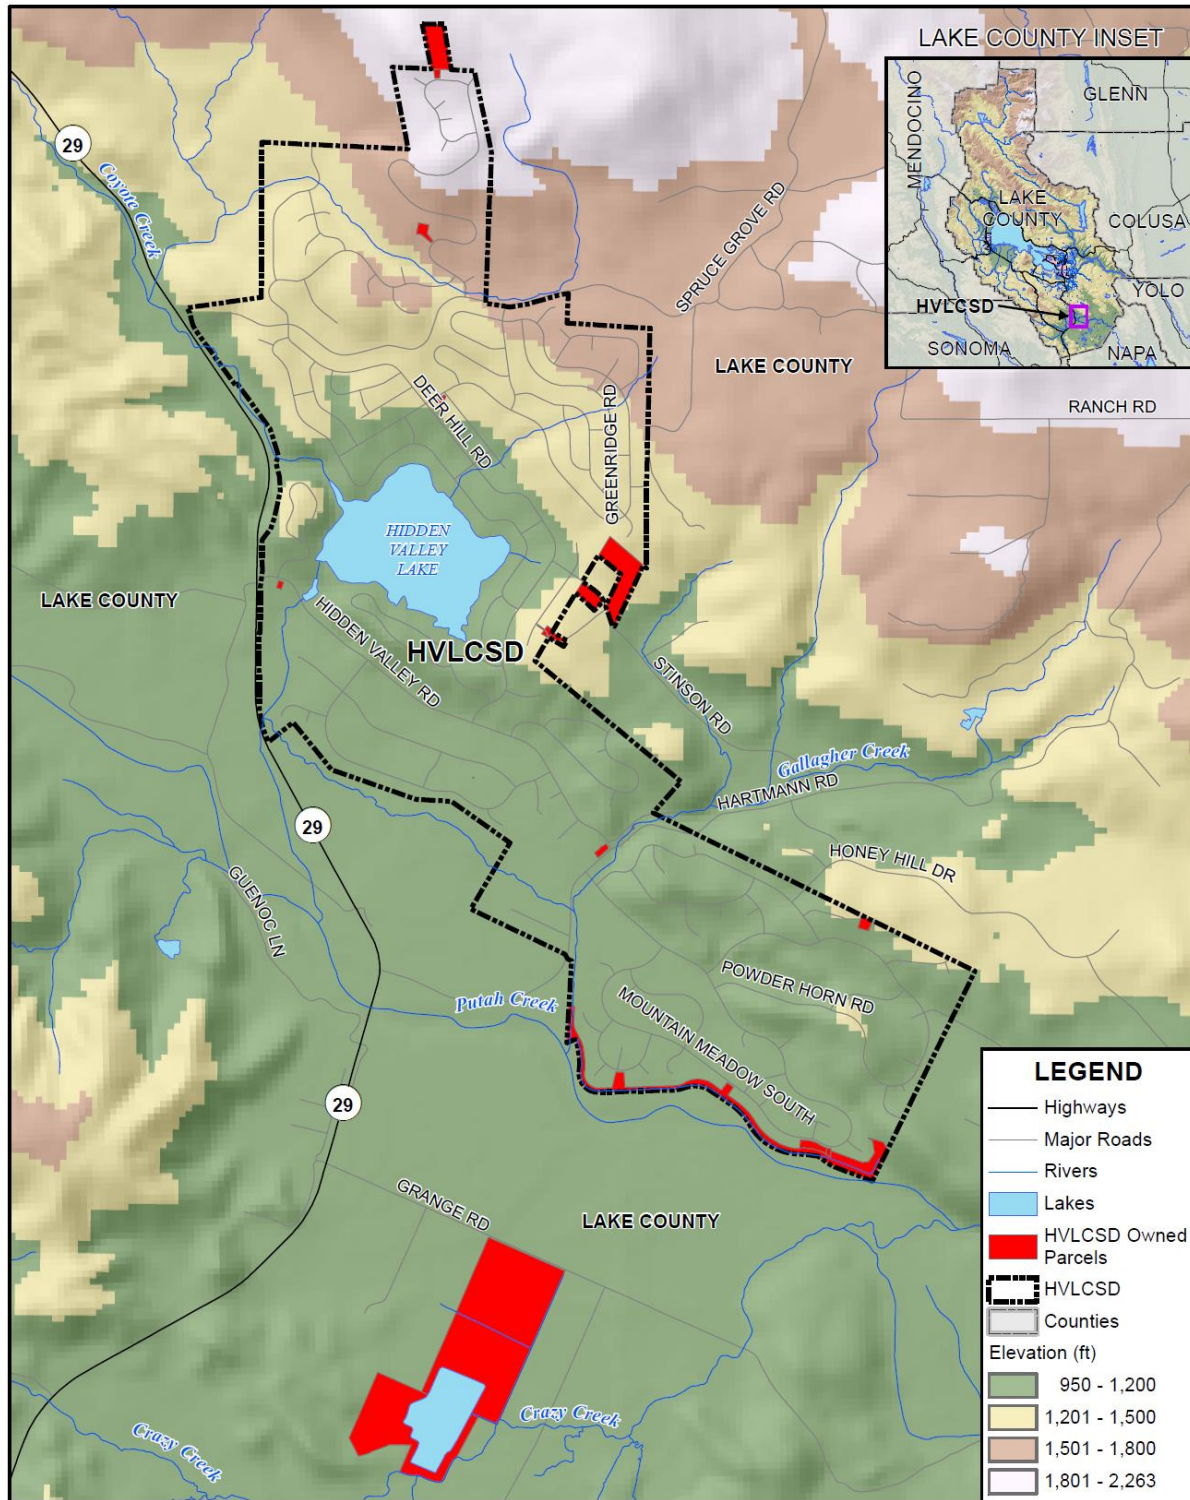 LAKE COUNTY INSET
MENDOCINO
GLENN
LAKE
COUNTY
COLUSA
YOLO
HVLCSD
SONOMA
NAPA
29
Coyote Creek
SPRUCE GROVE RD
LAKE COUNTY
RANCH RD
DEER HILL RD
GREENRIDGE RD
HIDDEN
VALLEY
LAKE
LAKE COUNTY
HIDDEN VALLEY RD
HVLCSD
STINSON RD
Gallagher Creek
HARTMANN RD
29
HONEY HILL DR
GUENOC LN
POWDER HORN RD
Putah Creek
MOUNTAIN MEADOW SOUTH
29
GRANGE RD
LAKE COUNTY
Crazy Creek
Crazy Creek
LEGEND
Highways
Major Roads
Rivers
Lakes
HVLCSD Owned
Parcels
HVLCSD
Counties
Elevation (ft)
950 - 1,200
1,201 - 1,500
1,501 - 1,800
1,801 - 2,263